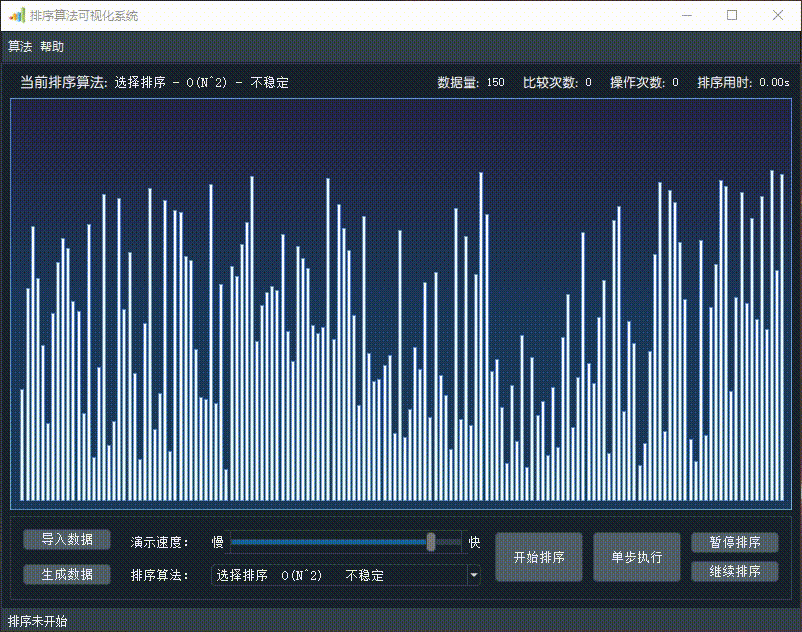 排序算法可视化系统
算法 帮助
当前排序算法: 选择排序 - O(N^2) - 不稳定 数据量: 150 比较次数: 0 操作次数: 0 排序用时: 0.00s
导入数据 演示速度: 慢 快 开始排序 单步执行 暂停排序
生成数据 排序算法: 选择排序 O(N^2) 不稳定 继续排序
排序未开始